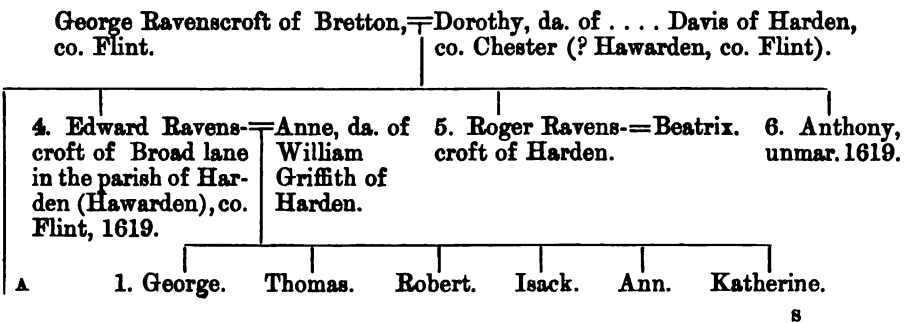 George Ravenscroft of Bretton,=Dorothy, da. of . . . . Davis of Harden,
co. Flint.
co. Chester (? Hawarden, co. Flint).
4. Edward Ravens-=Anne, da. of
croft of Broad lane
in the parish of Har-
den (Hawarden), co.
Flint, 1619.
William
Griffith of
Harden.
5. Roger Ravens-=Beatrix.
croft of Harden.
6. Anthony,
unmar. 1619.
A
1. George.
Thomas.
Robert.
Isack.
Ann.
Katherine.
s